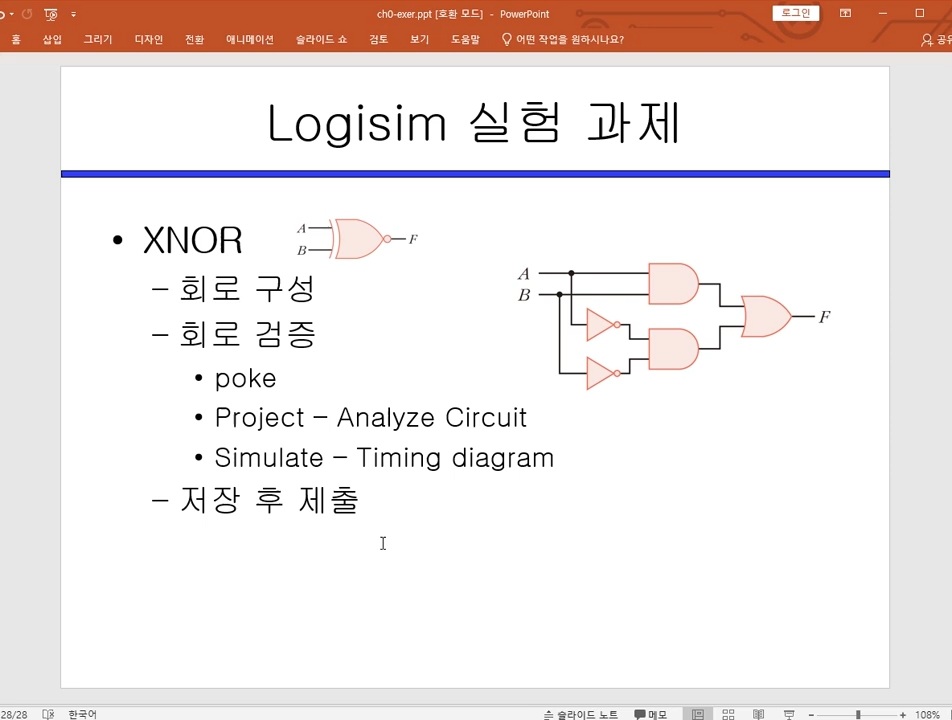 ch0-exer.ppt [호환 모드] - PowerPoint
로그인
홈 삽입 그리기 디자인 전환 애니메이션 슬라이드 쇼 검토 보기 도움말 어떤 작업을 원하시나요? 공유
Logisim 실험 과제
• XNOR
A
B
F
– 회로 구성
– 회로 검증
• poke
• Project – Analyze Circuit
• Simulate – Timing diagram
– 저장 후 제출
A
B
F
28/28 한국어 슬라이드 노트 메모 108%